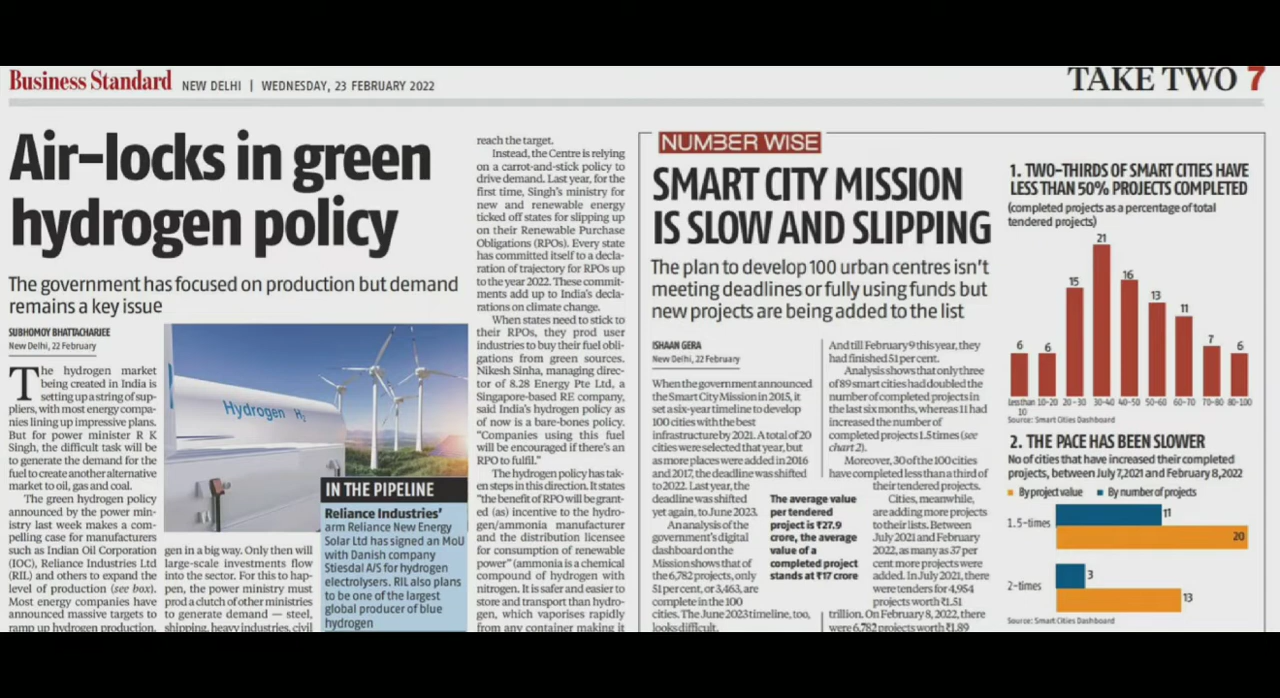 Business Standard NEW DELHI | WEDNESDAY, 23 FEBRUARY 2022
TAKE TWO 7
Air-locks in green
hydrogen policy
The government has focused on production but demand
remains a key issue
SUBHOMOY BHATTACHARJEE
New Delhi, 22 February
The hydrogen market
being created in India is
setting up a string of sup-
pliers, with most energy compa-
nies lining up impressive plans.
But for power minister R K
Singh, the difficult task will be
to generate the demand for the
fuel to create another alternative
market to oil, gas and coal.
The green hydrogen policy
announced by the power min-
istry last week makes a com-
pelling case for manufacturers
such as Indian Oil Corporation
(IOC), Reliance Industries Ltd
(RIL) and others to expand the
level of production (see box).
Most energy companies have
announced massive targets to
ramp up hydrogen production.
Hydrogen H2
gen in a big way. Only then will
large-scale investments flow
into the sector. For this to hap-
pen, the power ministry must
prod a clutch of other ministries
to generate demand — steel,
shipping, heavy industries, civil
IN THE PIPELINE
Reliance Industries'
arm Reliance New Energy
Solar Ltd has signed an MoU
with Danish company
Stiesdal A/S for hydrogen
electrolysers. RIL also plans
to be one of the largest
global producer of blue
hydrogen
reach the target.
Instead, the Centre is relying
on a carrot-and-stick policy to
drive demand. Last year, for the
first time, Singh's ministry for
new and renewable energy
ticked off states for slipping up
on their Renewable Purchase
Obligations (RPOs). Every state
has committed itself to a decla-
ration of trajectory for RPOs up
to the year 2022. These commit-
ments add up to India's decla-
rations on climate change.
When states need to stick to
their RPOs, they prod user
industries to buy their fuel obli-
gations from green sources.
Nikesh Sinha, managing direc-
tor of 8.28 Energy Pte Ltd, a
Singapore-based RE company,
said India's hydrogen policy as
of now is a bare-bones policy.
"Companies using this fuel
will be encouraged if there's an
RPO to fulfil."
The hydrogen policy has tak-
en steps in this direction. It states
"the benefit of RPO will be grant-
ed (as) incentive to the hydro-
gen/ammonia manufacturer
and the distribution licensee
for consumption of renewable
power" (ammonia is a chemical
compound of hydrogen with
nitrogen. It is safer and easier to
store and transport than hydro-
gen, which vaporises rapidly
from any container making it
NUMBER WISE
SMART CITY MISSION
IS SLOW AND SLIPPING
The plan to develop 100 urban centres isn't
meeting deadlines or fully using funds but
new projects are being added to the list
ISHAAN GERA
New Delhi, 22 February
When the government announced
the Smart City Mission in 2015, it
set a six-year timeline to develop
100 cities with the best
infrastructure by 2021. A total of 20
cities were selected that year, but
as more places were added in 2016
and 2017, the deadline was shifted
to 2022. Last year, the
deadline was shifted
yet again, to June 2023.
An analysis of the
government's digital
dashboard on the
Mission shows that of
the 6,782 projects, only
51 per cent, or 3,463, are
complete in the 100
cities. The June 2023 timeline, too,
looks difficult.
The average value
per tendered
project is ₹27.9
crore, the average
value of a
completed project
stands at ₹17 crore
And till February 9 this year, they
had finished 51 per cent.
Analysis shows that only three
of 89 smart cities had doubled the
number of completed projects in
the last six months, whereas 11 had
increased the number of
completed projects 1.5 times (see
chart 2).
Moreover, 30 of the 100 cities
have completed less than a third of
their tendered projects.
Cities, meanwhile,
are adding more projects
to their lists. Between
July 2021 and February
2022, as many as 37 per
cent more projects were
added. In July 2021, there
were tenders for 4,954
projects worth ₹1.51
trillion. On February 8, 2022, there
were 6,782 projects worth ₹1.89
1. TWO-THIRDS OF SMART CITIES HAVE
LESS THAN 50% PROJECTS COMPLETED
(completed projects as a percentage of total
tendered projects)
6 6 15 21 16 13 11 7 6
Less than 10 10-20 20-30 30-40 40-50 50-60 60-70 70-80 80-100
Source: Smart Cities Dashboard
2. THE PACE HAS BEEN SLOWER
No of cities that have increased their completed
projects, between July 7,2021 and February 8,2022
By project value By number of projects
1.5-times 11
20
2-times 3
13
Source: Smart Cities Dashboard